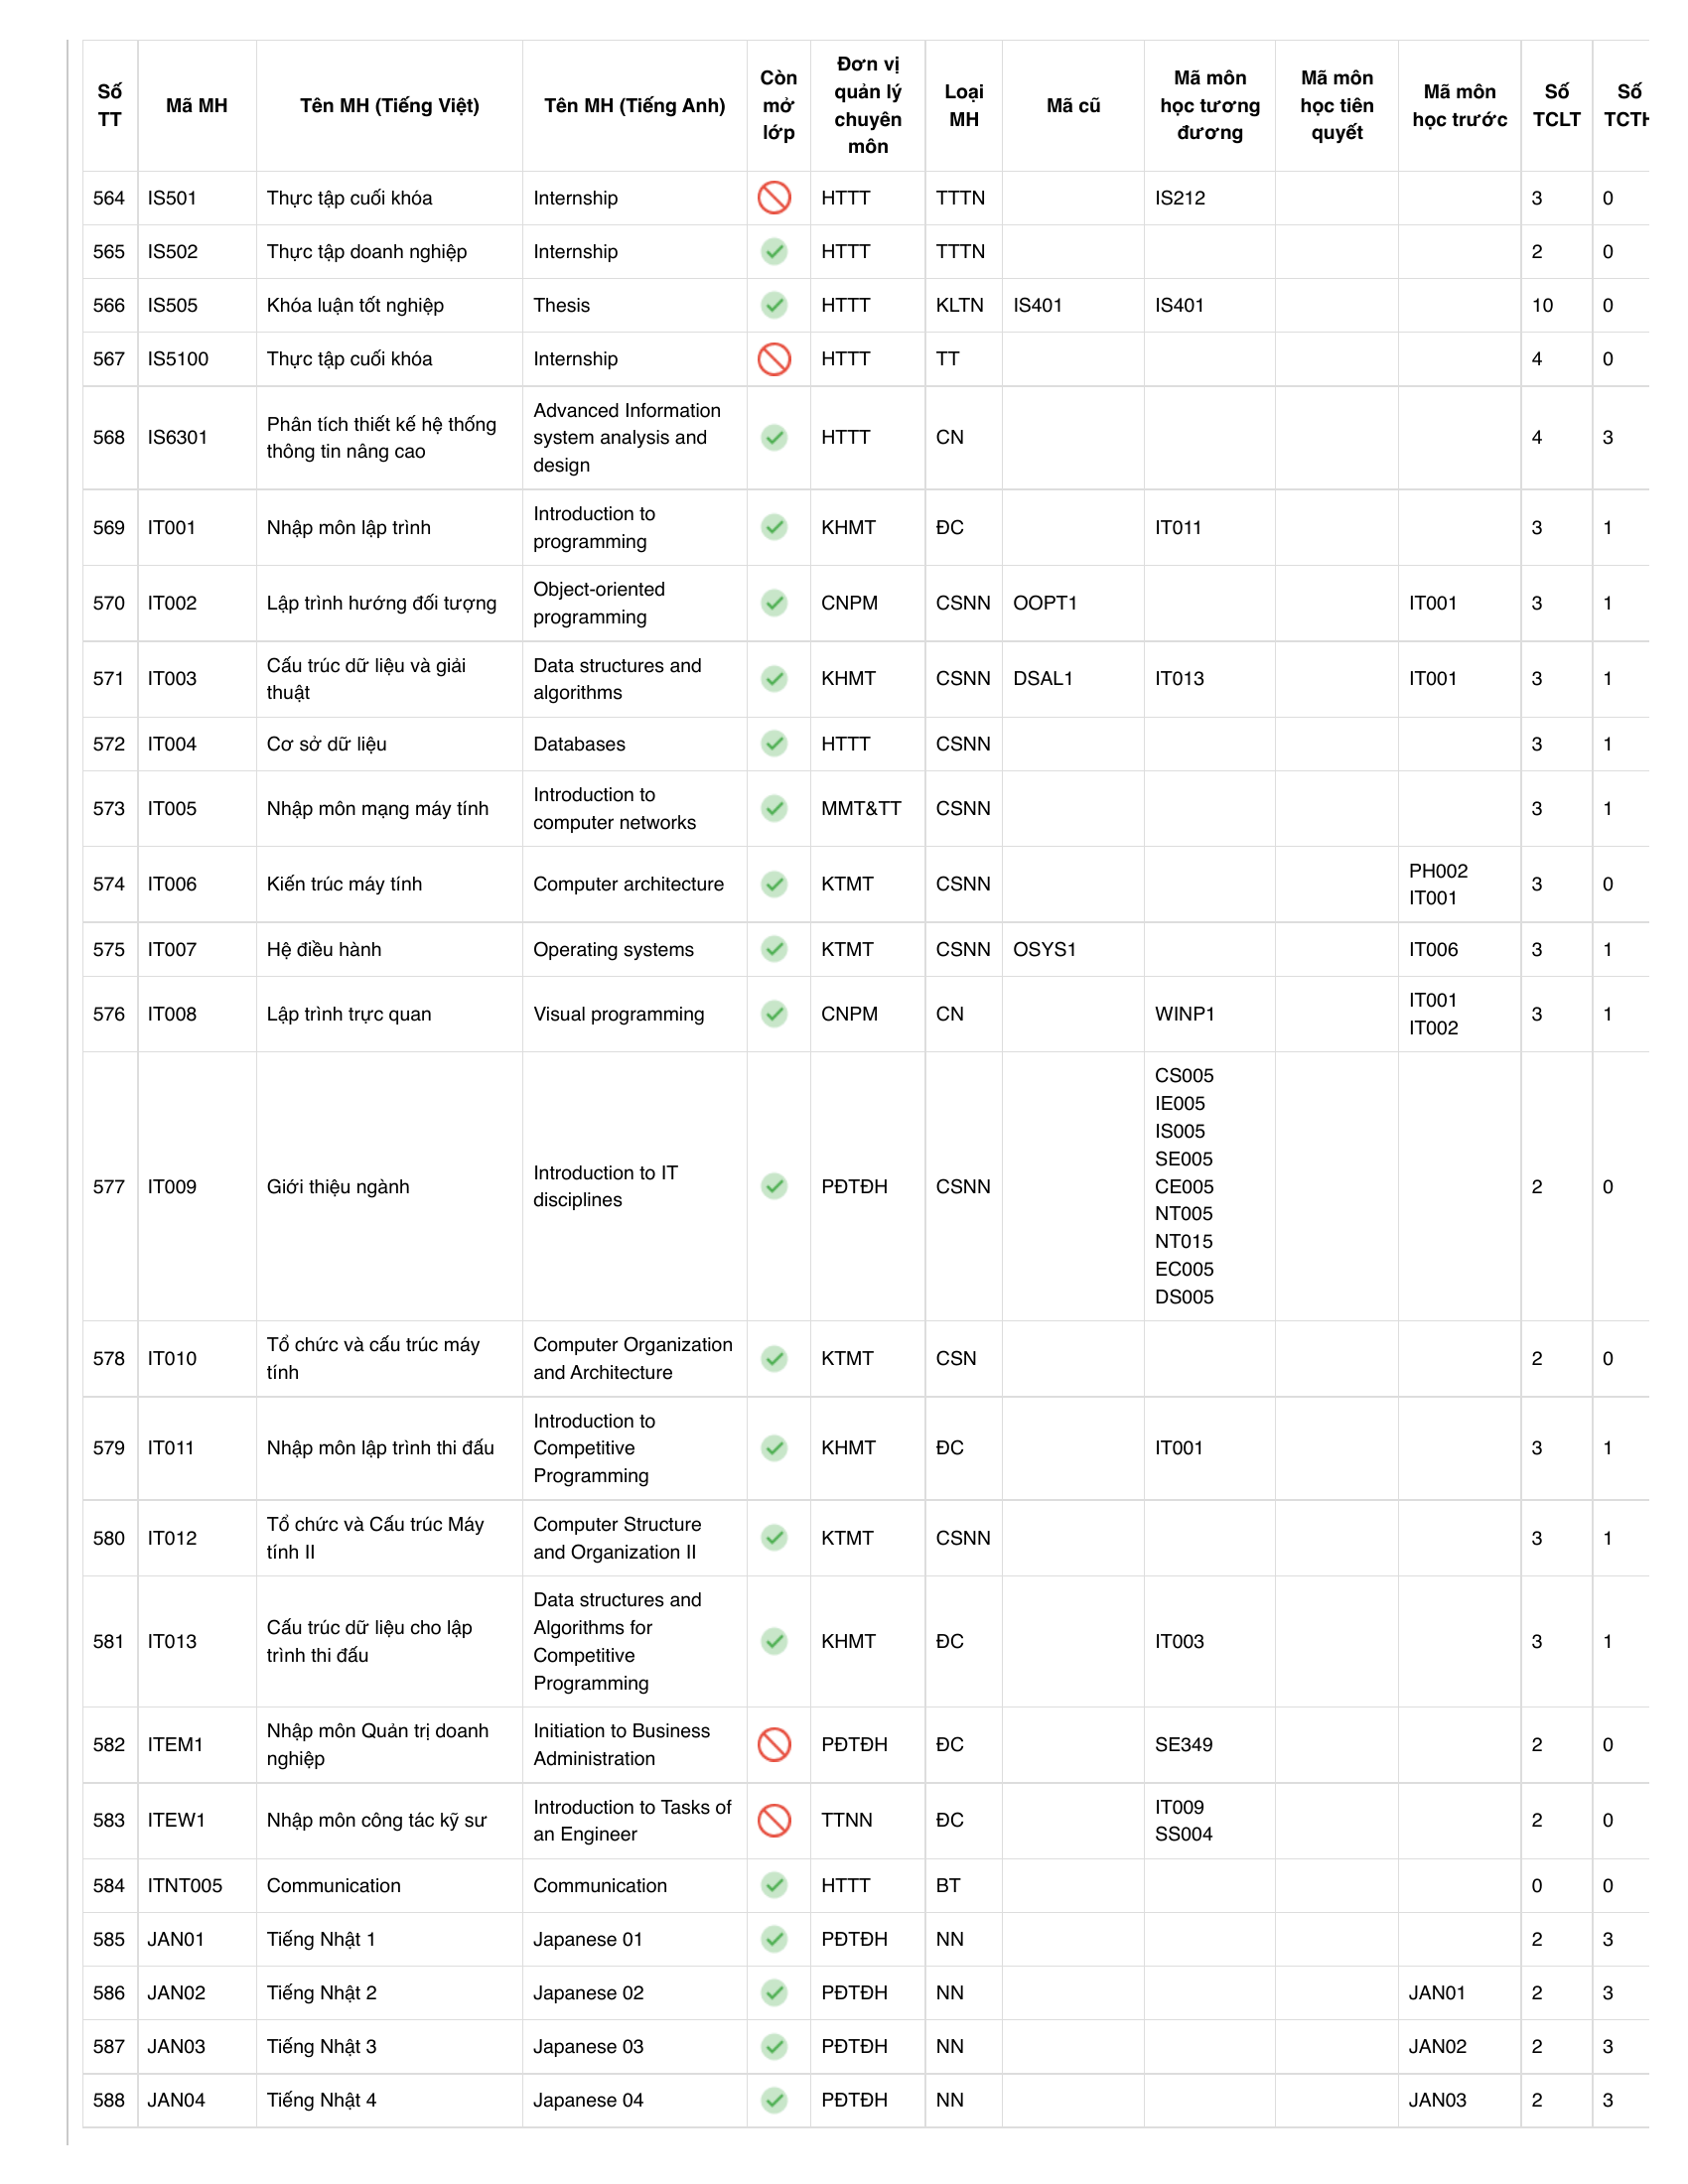 Số TT | Mã MH | Tên MH (Tiếng Việt) | Tên MH (Tiếng Anh) | Còn mở lớp | Đơn vị quản lý chuyên môn | Loại MH | Mã cũ | Mã môn học tương đương | Mã môn học tiên quyết | Mã môn học trước | Số TCLT | Số TCTH
564 IS501 Thực tập cuối khóa Internship HTTT TTTN IS212 3 0
565 IS502 Thực tập doanh nghiệp Internship HTTT TTTN 2 0
566 IS505 Khóa luận tốt nghiệp Thesis HTTT KLTN IS401 IS401 10 0
567 IS5100 Thực tập cuối khóa Internship HTTT TT 4 0
568 IS6301 Phân tích thiết kế hệ thống thông tin nâng cao Advanced Information system analysis and design HTTT CN 4 3
569 IT001 Nhập môn lập trình Introduction to programming KHMT ĐC IT011 3 1
570 IT002 Lập trình hướng đối tượng Object-oriented programming CNPM CSNN OOPT1 IT001 3 1
571 IT003 Cấu trúc dữ liệu và giải thuật Data structures and algorithms KHMT CSNN DSAL1 IT013 IT001 3 1
572 IT004 Cơ sở dữ liệu Databases HTTT CSNN 3 1
573 IT005 Nhập môn mạng máy tính Introduction to computer networks MMT&TT CSNN 3 1
574 IT006 Kiến trúc máy tính Computer architecture KTMT CSNN PH002 IT001 3 0
575 IT007 Hệ điều hành Operating systems KTMT CSNN OSYS1 IT006 3 1
576 IT008 Lập trình trực quan Visual programming CNPM CN WINP1 IT001 IT002 3 1
577 IT009 Giới thiệu ngành Introduction to IT disciplines PĐTĐH CSNN CS005 IE005 IS005 SE005 CE005 NT005 NT015 EC005 DS005 2 0
578 IT010 Tổ chức và cấu trúc máy tính Computer Organization and Architecture KTMT CSN 2 0
579 IT011 Nhập môn lập trình thi đấu Introduction to Competitive Programming KHMT ĐC IT001 3 1
580 IT012 Tổ chức và Cấu trúc Máy tính II Computer Structure and Organization II KTMT CSNN 3 1
581 IT013 Cấu trúc dữ liệu cho lập trình thi đấu Data structures and Algorithms for Competitive Programming KHMT ĐC IT003 3 1
582 ITEM1 Nhập môn Quản trị doanh nghiệp Initiation to Business Administration PĐTĐH ĐC SE349 2 0
583 ITEW1 Nhập môn công tác kỹ sư Introduction to Tasks of an Engineer TTNN ĐC IT009 SS004 2 0
584 ITNT005 Communication Communication HTTT BT 0 0
585 JAN01 Tiếng Nhật 1 Japanese 01 PĐTĐH NN 2 3
586 JAN02 Tiếng Nhật 2 Japanese 02 PĐTĐH NN JAN01 2 3
587 JAN03 Tiếng Nhật 3 Japanese 03 PĐTĐH NN JAN02 2 3
588 JAN04 Tiếng Nhật 4 Japanese 04 PĐTĐH NN JAN03 2 3